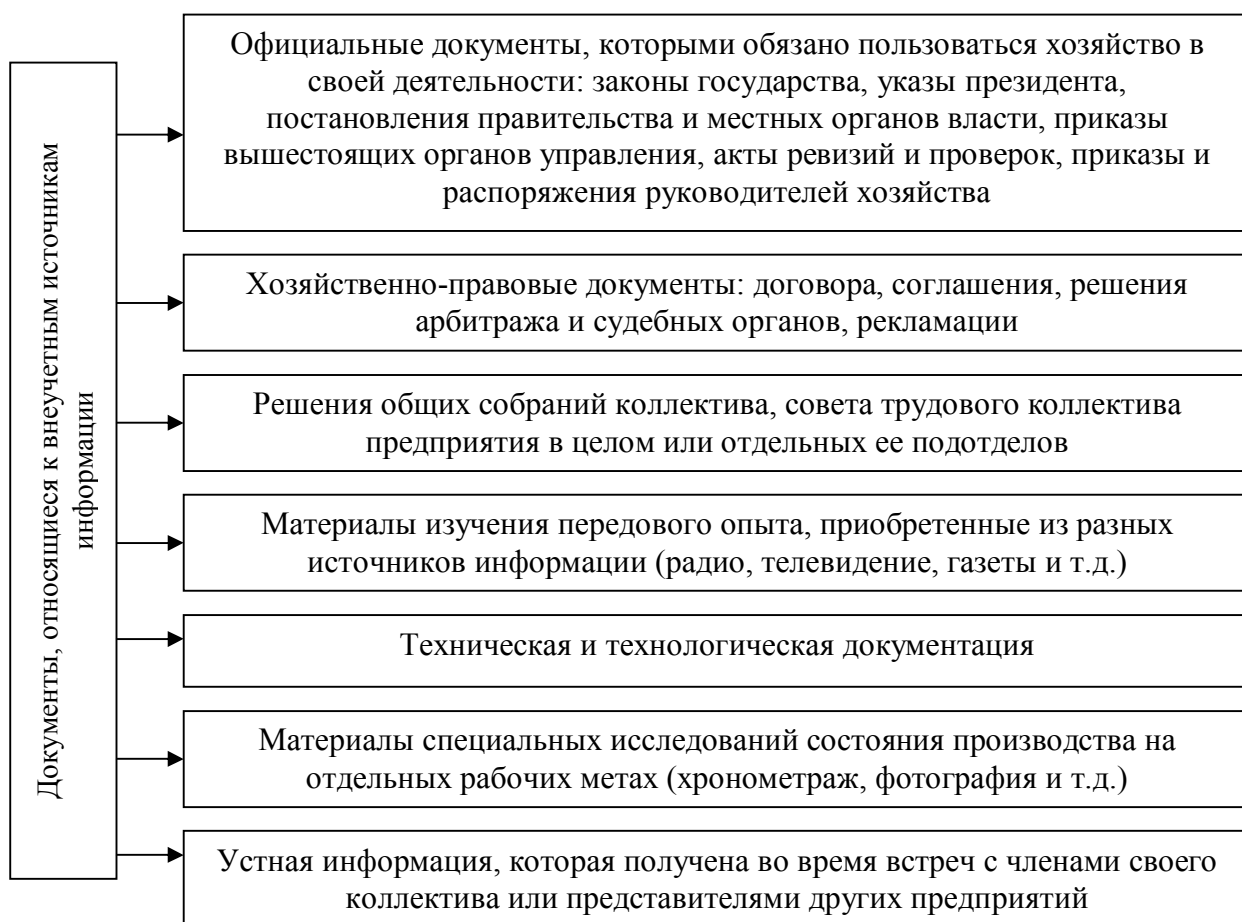 Документы, относящиеся к внеучетным источникам
информации
Официальные документы, которыми обязано пользоваться хозяйство в
своей деятельности: законы государства, указы президента,
постановления правительства и местных органов власти, приказы
вышестоящих органов управления, акты ревизий и проверок, приказы и
распоряжения руководителей хозяйства
Хозяйственно-правовые документы: договора, соглашения, решения
арбитража и судебных органов, рекламации
Решения общих собраний коллектива, совета трудового коллектива
предприятия в целом или отдельных ее подотделов
Материалы изучения передового опыта, приобретенные из разных
источников информации (радио, телевидение, газеты и т.д.)
Техническая и технологическая документация
Материалы специальных исследований состояния производства на
отдельных рабочих метах (хронометраж, фотография и т.д.)
Устная информация, которая получена во время встреч с членами своего
коллектива или представителями других предприятий